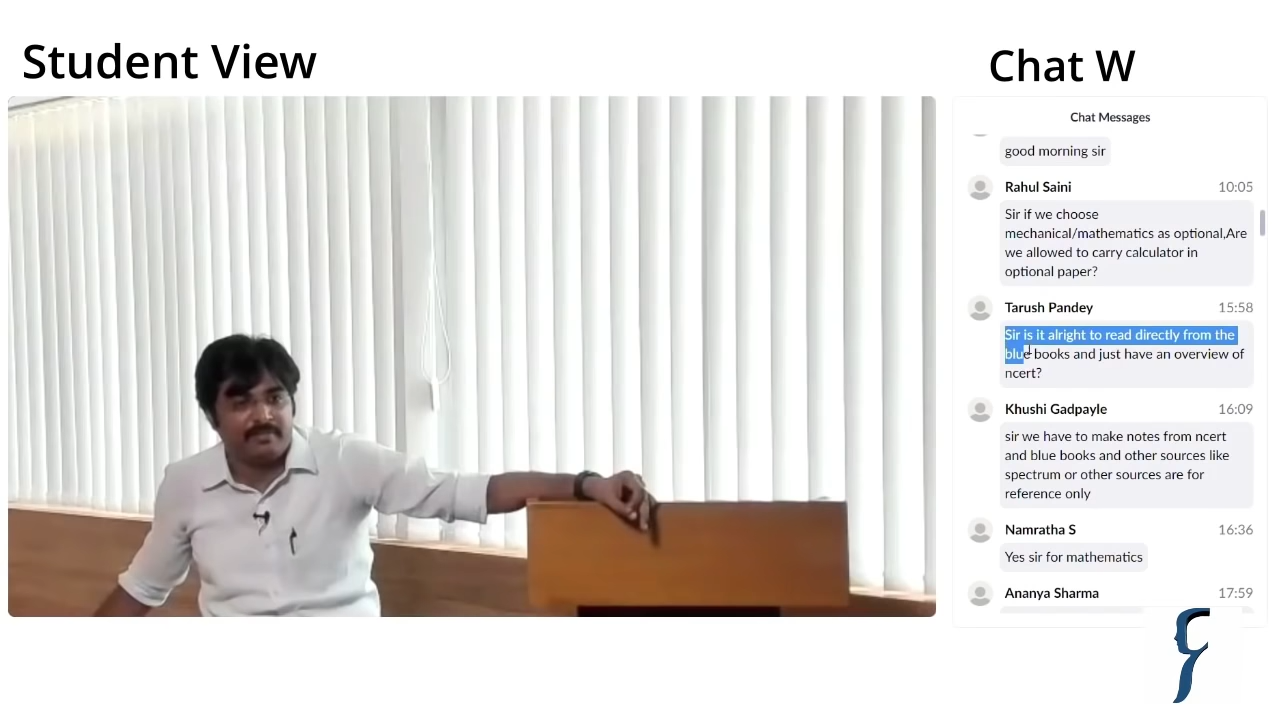 Student View
Chat W
Chat Messages
good morning sir
Rahul Saini 10:05
Sir if we choose
mechanical/mathematics as optional,Are
we allowed to carry calculator in
optional paper?
Tarush Pandey 15:58
Sir is it alright to read directly from the
blue books and just have an overview of
ncert?
Khushi Gadpayle 16:09
sir we have to make notes from ncert
and blue books and other sources like
spectrum or other sources are for
reference only
Namratha S 16:36
Yes sir for mathematics
Ananya Sharma 17:59